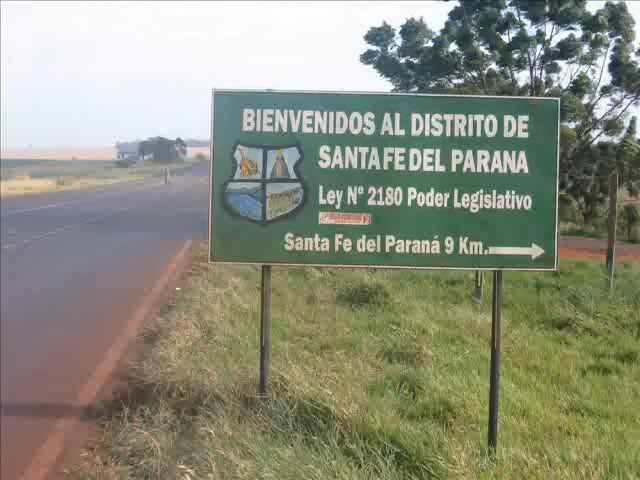 BIENVENIDOS AL DISTRITO DE
SANTA FE DEL PARANA
Ley Nº 2180 Poder Legislativo
Santa Fe del Paraná 9 Km.